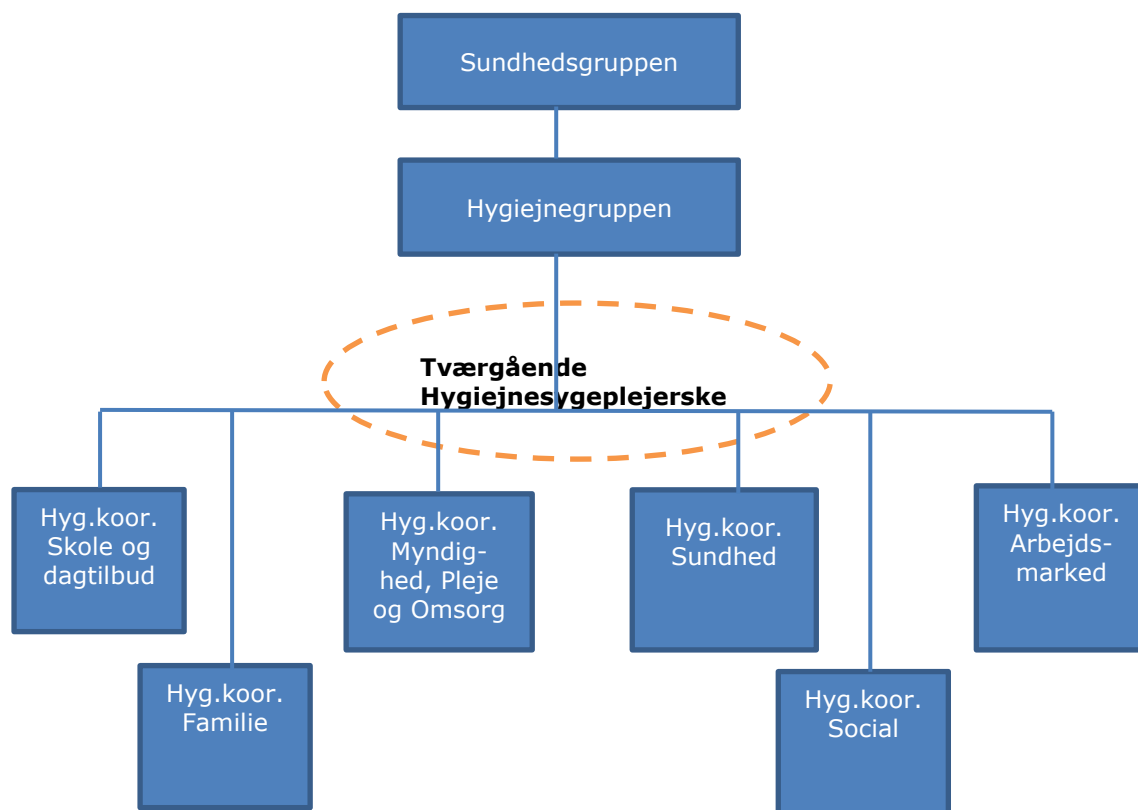 Sundhedsgruppen
Hygiejnegruppen
Tværgående
Hygiejnesygeplejerske
Hyg.koor.
Skole og
dagtilbud
Hyg.koor.
Myndig-
hed, Pleje
og Omsorg
Hyg.koor.
Sundhed
Hyg.koor.
Arbejds-
marked
Hyg.koor.
Familie
Hyg.koor.
Social